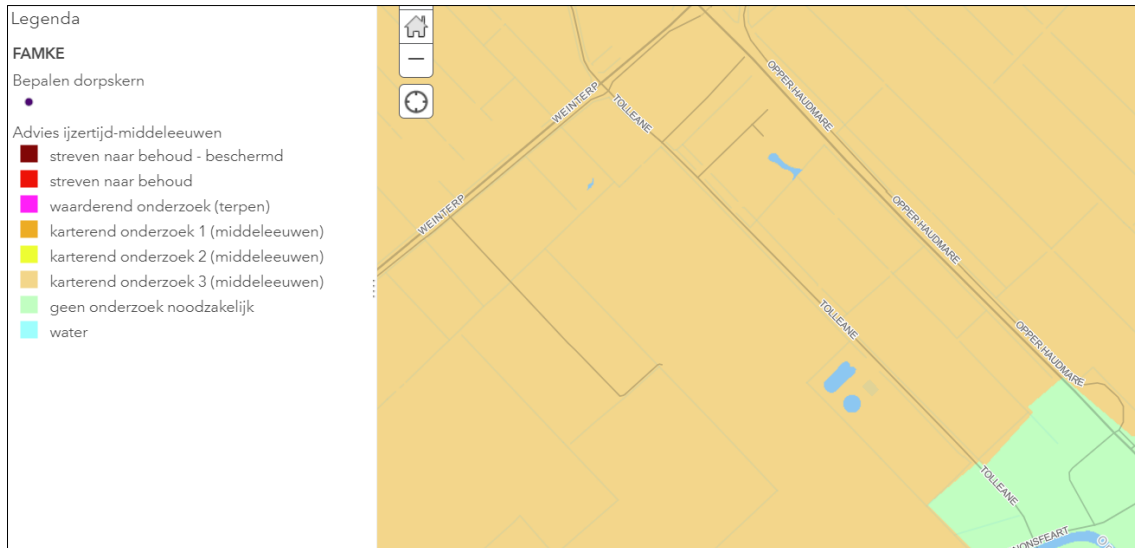 Legenda
FAMKE
Bepalen dorpskern
Advies ijzertijd-middeleeuwen
streven naar behoud - beschermd
streven naar behoud
waarderend onderzoek (terpen)
karterend onderzoek 1 (middeleeuwen)
karterend onderzoek 2 (middeleeuwen)
karterend onderzoek 3 (middeleeuwen)
geen onderzoek noodzakelijk
water
WEINTERP
TOLLEANE
OPPER-HAUDMARE
WEINTERP
OPPER-HAUDMARE
TOLLEANE
OPPER-HAUDMARE
TOLLEANE
NONSFEART